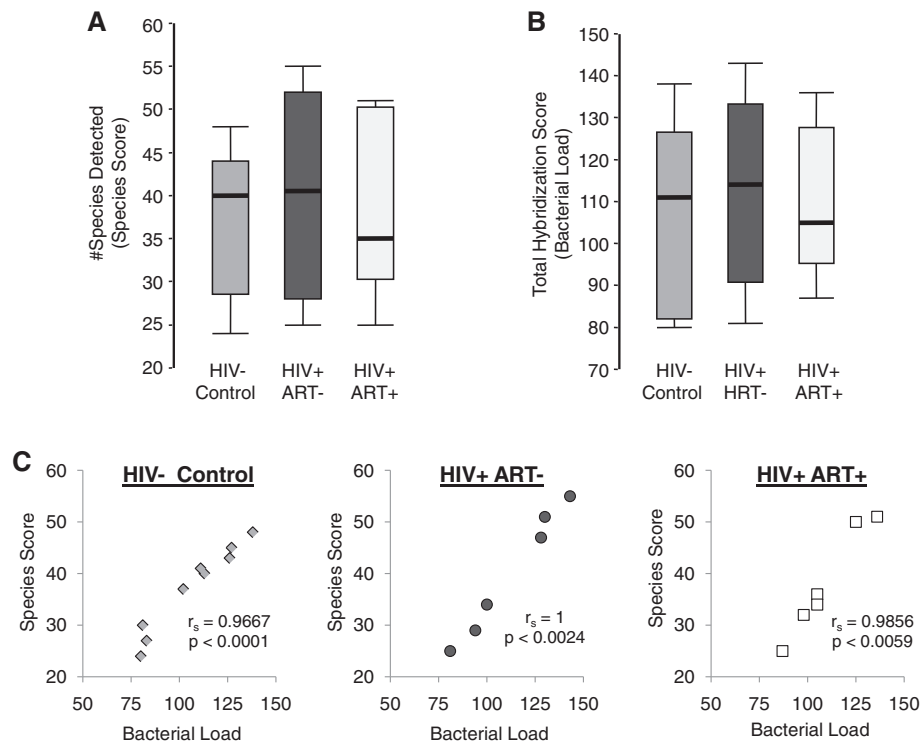 A
60
55
50
45
40
35
30
25
20
#Species Detected
(Species Score)
HIV-
Control
HIV+
ART-
HIV+
ART+
B
150
140
130
120
110
100
90
80
70
Total Hybridization Score
(Bacterial Load)
HIV-
Control
HIV+
HRT-
HIV+
ART+
C
HIV- Control
60
50
40
30
20
Species Score
rs = 0.9667
p < 0.0001
50 75 100 125 150
Bacterial Load
HIV+ ART-
60
50
40
30
20
Species Score
rs = 1
p < 0.0024
50 75 100 125 150
Bacterial Load
HIV+ ART+
60
50
40
30
20
Species Score
rs = 0.9856
p < 0.0059
50 75 100 125 150
Bacterial Load